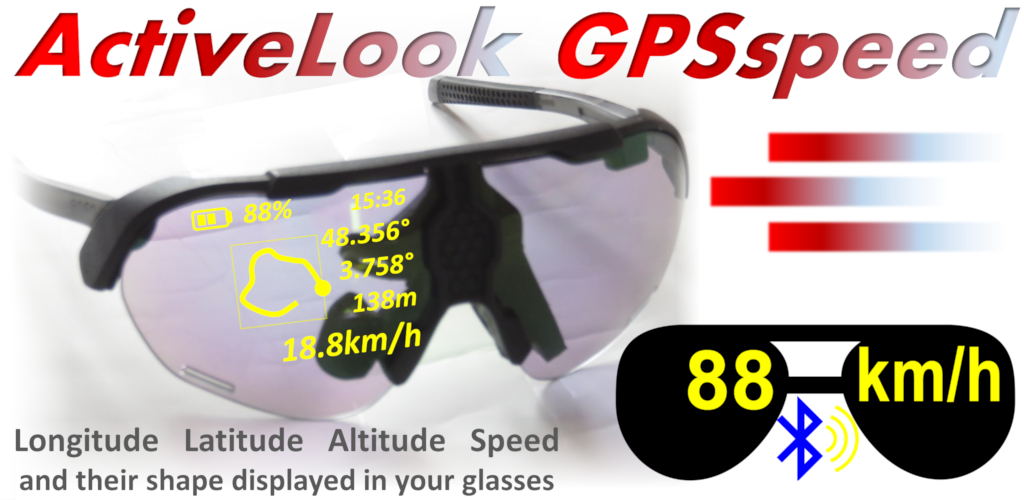 ActiveLook GPSspeed
88% 15:36
48.356°
3.758°
138m
18.8km/h
88 km/h
Longitude Latitude Altitude Speed
and their shape displayed in your glasses